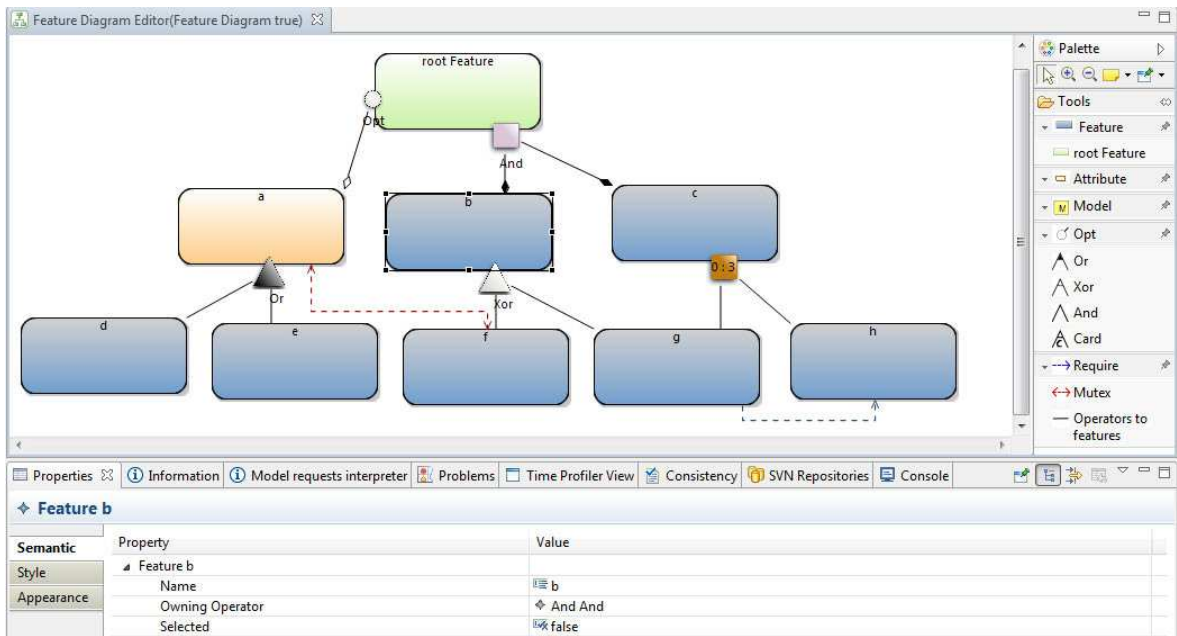 Feature Diagram Editor(Feature Diagram true)
root Feature
Opt
And
a
b
c
0 : 3
Or
Xor
d
e
f
g
h
Palette
Tools
Feature
root Feature
Attribute
M Model
Opt
Or
Xor
And
Card
Require
Mutex
Operators to
features
Properties Information Model requests interpreter Problems Time Profiler View Consistency SVN Repositories Console
Feature b
Semantic
Style
Appearance
Property Value
Feature b
Name b
Owning Operator And And
Selected false